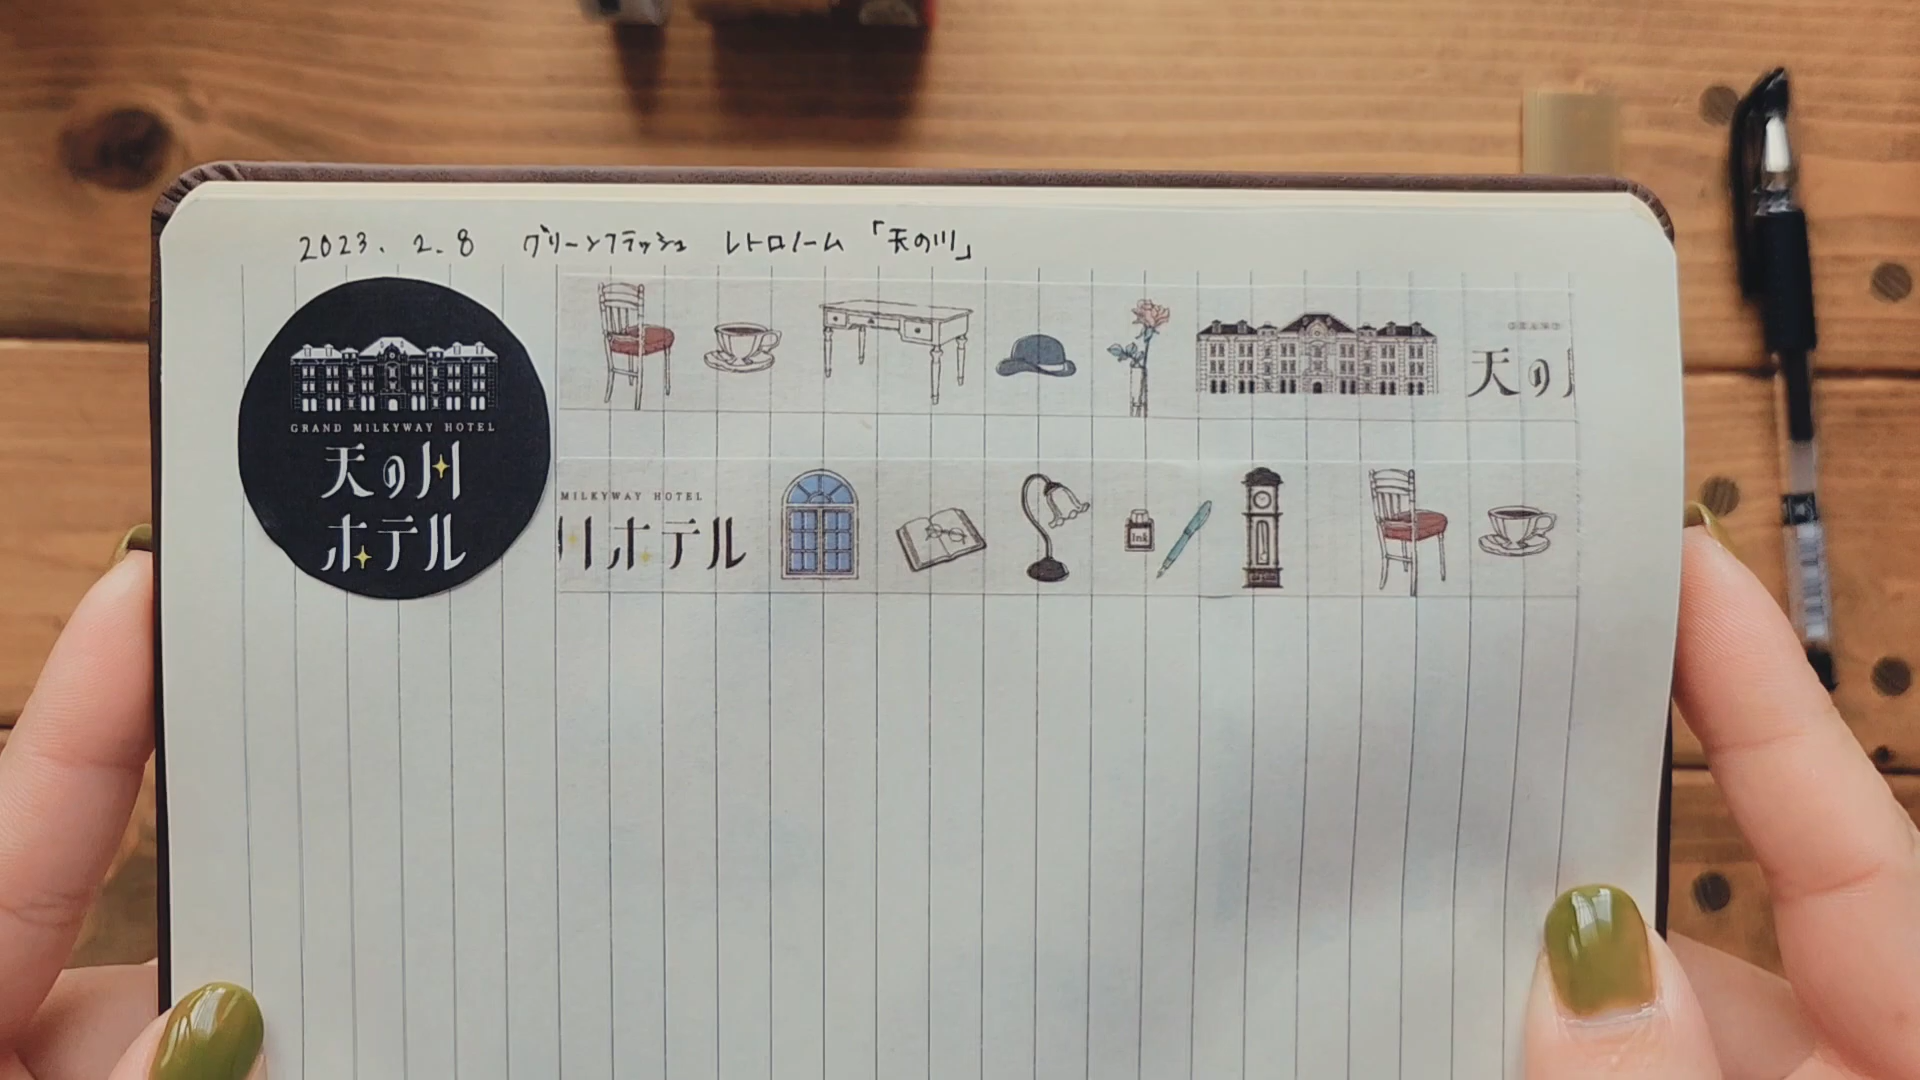 2023. 2. 8 グリーンフラッシュ レトロノーム 「天の川」
GRAND MILKYWAY HOTEL
天の川
ホテル
GRAND
天の川
MILKYWAY HOTEL
川ホテル
Ink